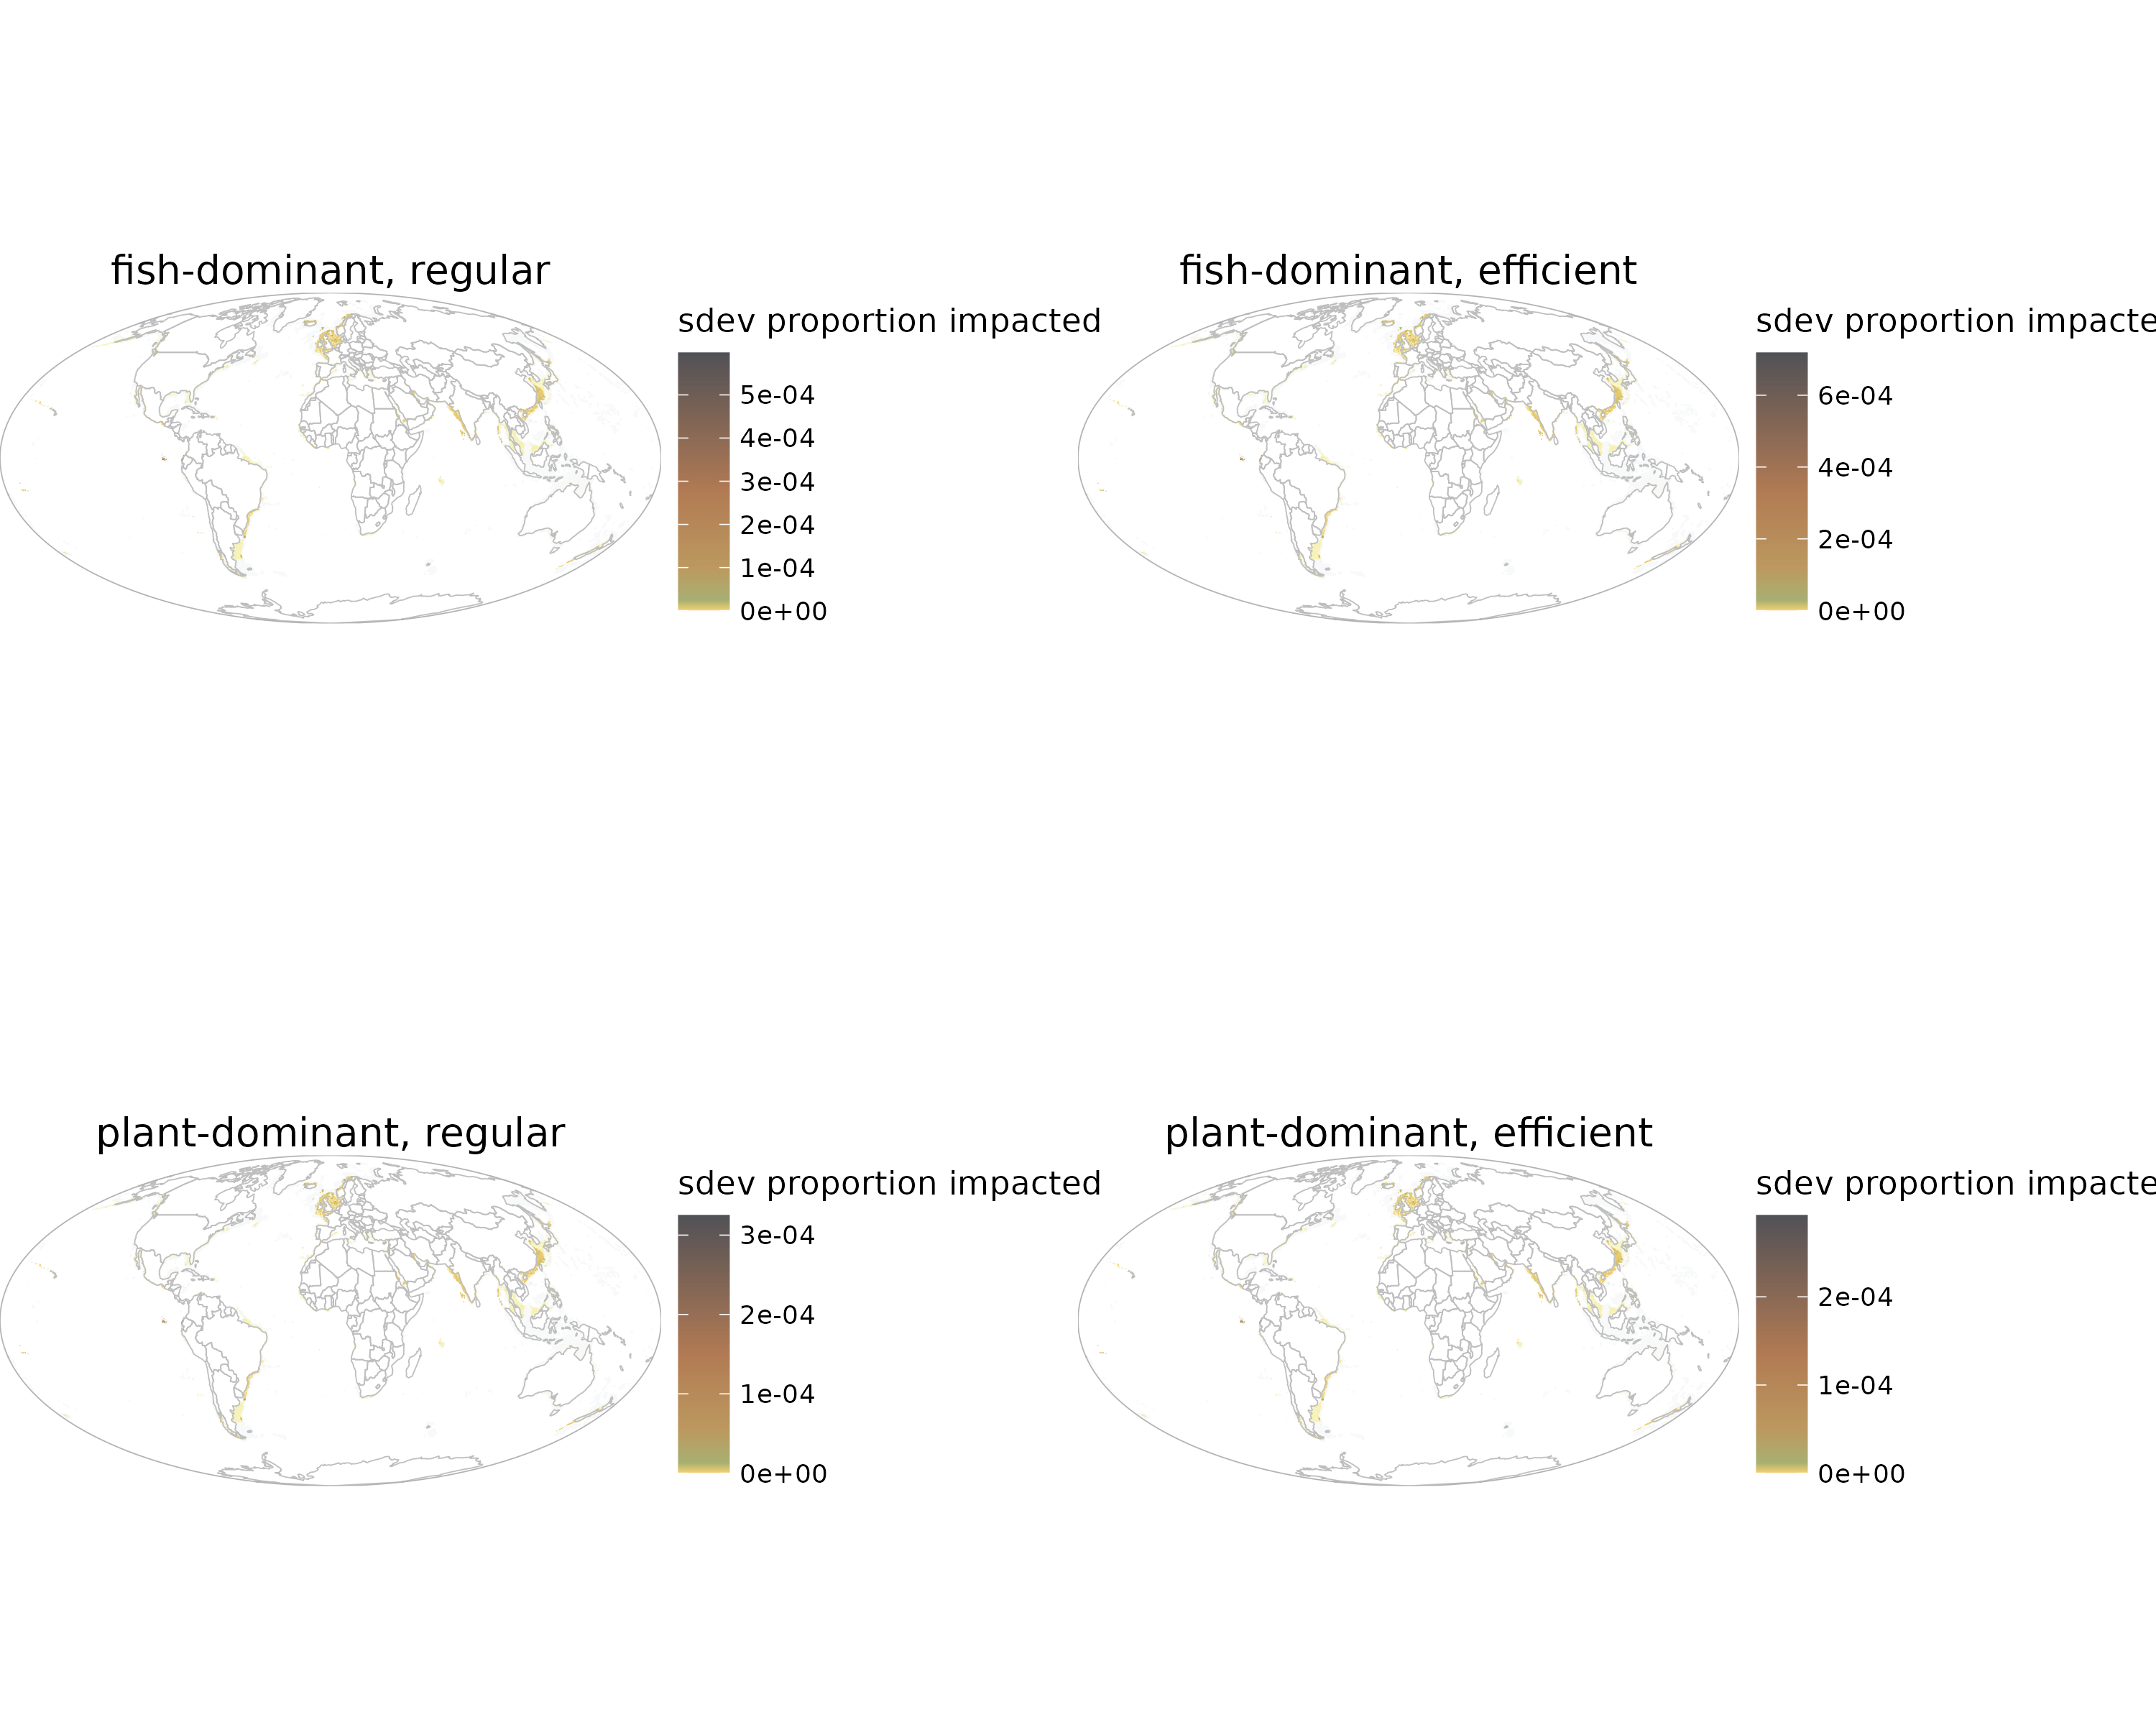 fish-dominant, regular
sdev proportion impacted
5e-04
4e-04
3e-04
2e-04
1e-04
0e+00
fish-dominant, efficient
sdev proportion impacte
6e-04
4e-04
2e-04
0e+00
plant-dominant, regular
sdev proportion impacted
3e-04
2e-04
1e-04
0e+00
plant-dominant, efficient
sdev proportion impacte
2e-04
1e-04
0e+00